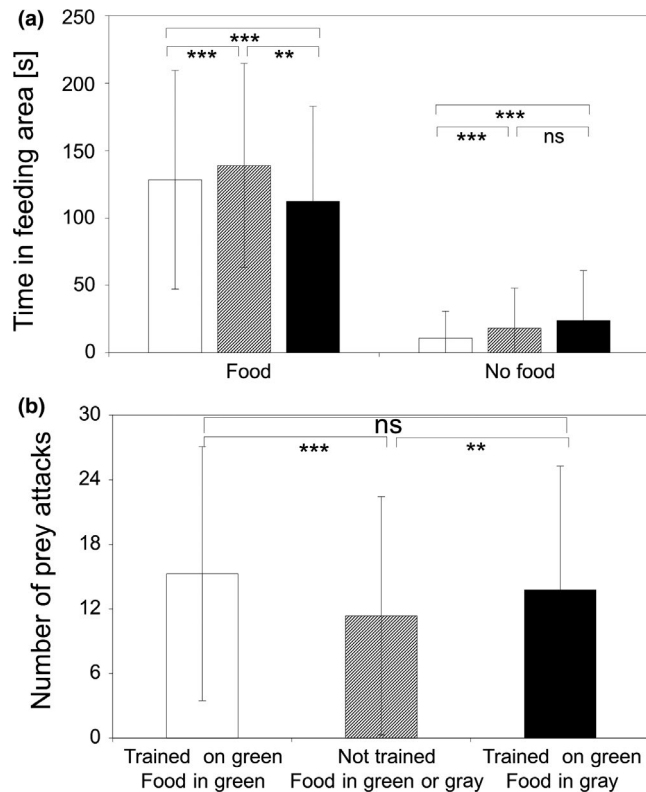 (a)
250
200
150
100
50
0
Time in feeding area [s]
***
*** **
***
*** ns
Food No food
(b)
30
24
18
12
6
0
Number of prey attacks
ns
*** **
Trained on green Not trained Trained on green
Food in green Food in green or gray Food in gray